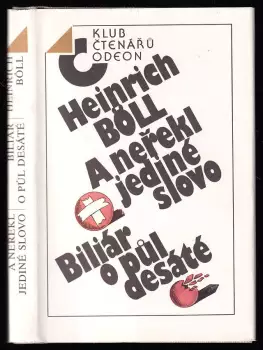 KLUB
ČTENÁŘŮ
ODEON
Heinrich
BÖLL
A neřekl
jediné
slovo
Biliár
o půl
desáté
A NEŘEKL BILIÁR HEINRICH
JEDINÉ SLOVO O PŮL DESÁTÉ BÖLL